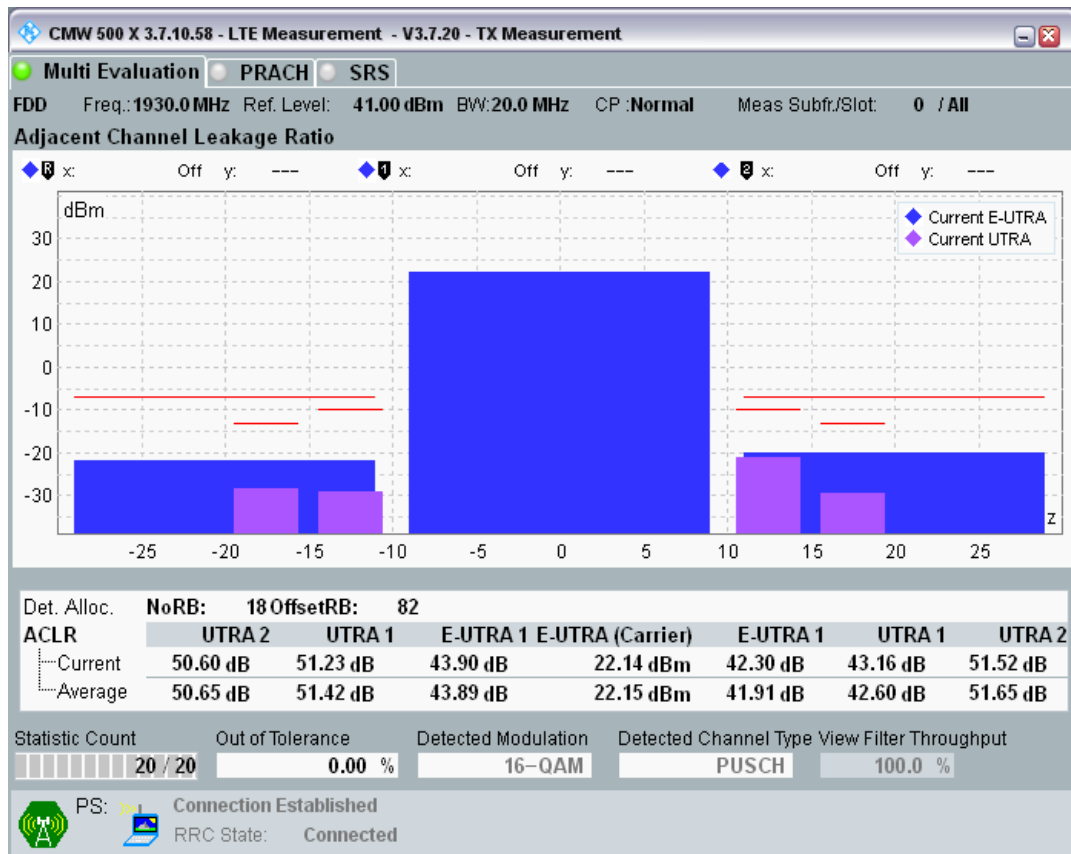 CMW 500 X 3.7.10.58 - LTE Measurement - V3.7.20 - TX Measurement
Multi Evaluation PRACH SRS
FDD Freq.:1930.0 MHz Ref. Level: 41.00 dBm BW:20.0 MHz CP :Normal Meas Subfr./Slot: 0 / All
Adjacent Channel Leakage Ratio
R x: Off y: --- 1 x: Off y: --- 2 x: Off y: ---
dBm
Current E-UTRA
Current UTRA
30
20
10
0
-10
-20
-30
z
-25 -20 -15 -10 -5 0 5 10 15 20 25
Det. Alloc. NoRB: 18 OffsetRB: 82
ACLR UTRA 2 UTRA 1 E-UTRA 1 E-UTRA (Carrier) E-UTRA 1 UTRA 1 UTRA 2
Current 50.60 dB 51.23 dB 43.90 dB 22.14 dBm 42.30 dB 43.16 dB 51.52 dB
Average 50.65 dB 51.42 dB 43.89 dB 22.15 dBm 41.91 dB 42.60 dB 51.65 dB
Statistic Count Out of Tolerance Detected Modulation Detected Channel Type View Filter Throughput
20 / 20 0.00 % 16-QAM PUSCH 100.0 %
PS: Connection Established
RRC State: Connected